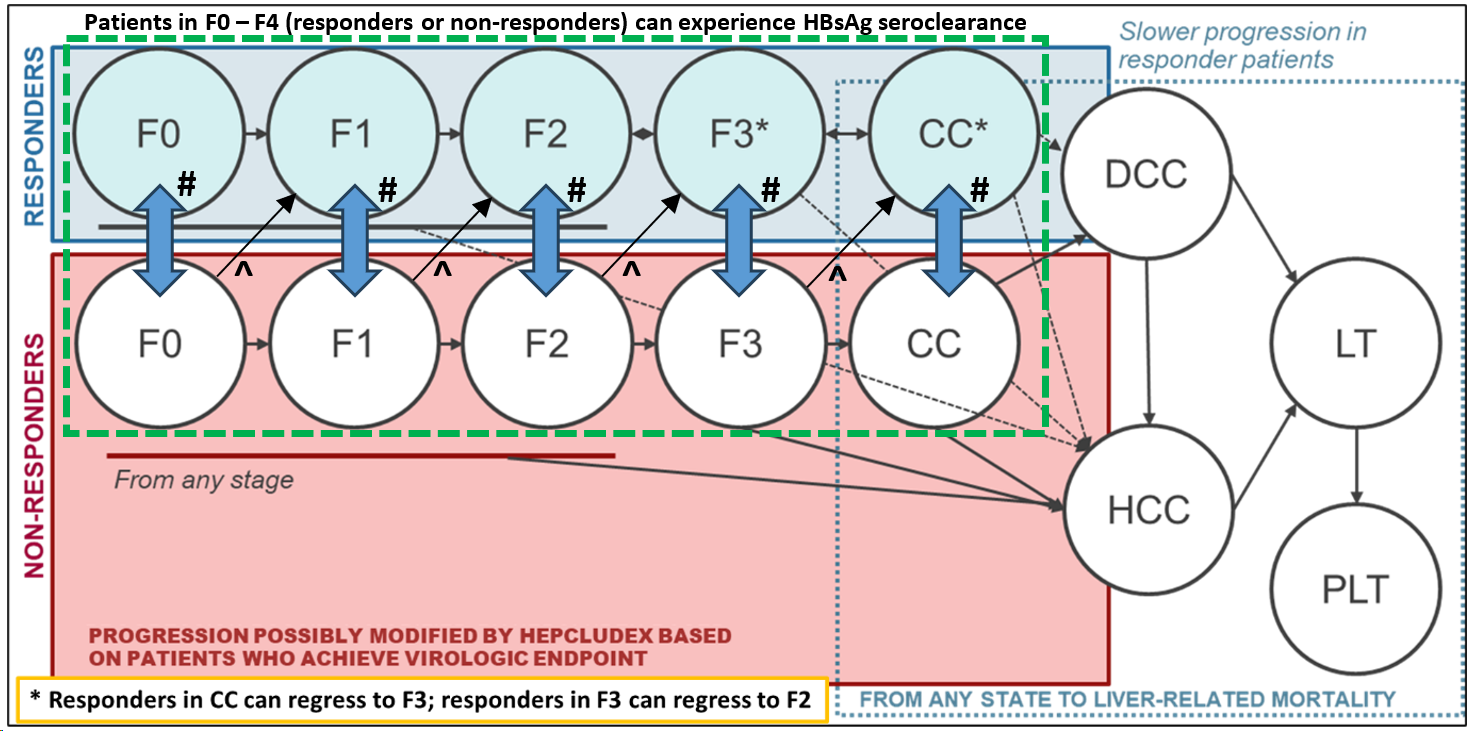 Patients in F0 – F4 (responders or non-responders) can experience HBsAg seroclearance
Slower progression in
responder patients
RESPONDERS
F0
F1
F2
F3*
CC*
DCC
#
#
#
#
#
^
^
^
^
NON-RESPONDERS
F0
F1
F2
F3
CC
LT
From any stage
HCC
PLT
PROGRESSION POSSIBLY MODIFIED BY HEPCLUDEX BASED
ON PATIENTS WHO ACHIEVE VIROLOGIC ENDPOINT
* Responders in CC can regress to F3; responders in F3 can regress to F2
FROM ANY STATE TO LIVER-RELATED MORTALITY